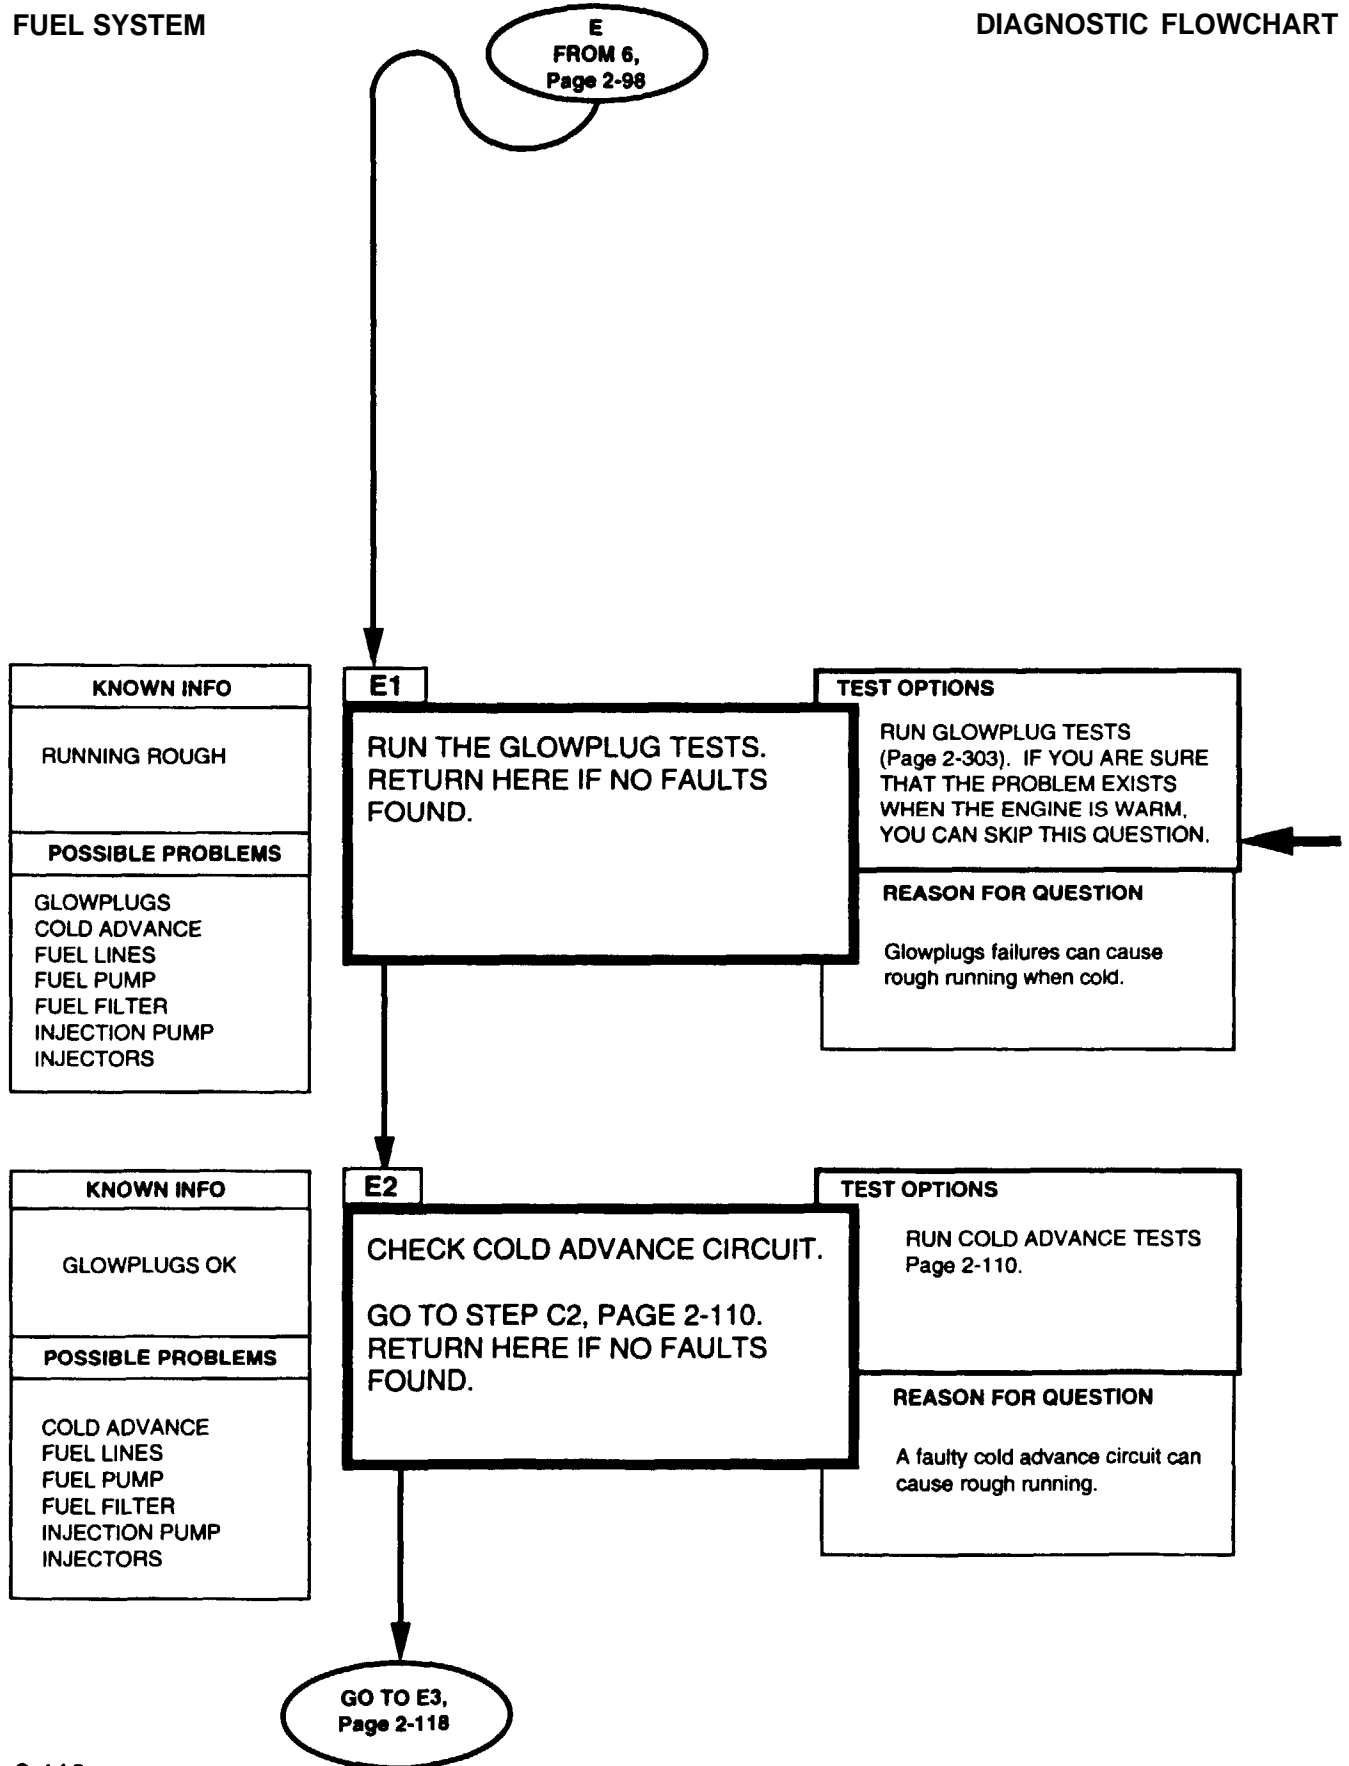 FUEL SYSTEM
DIAGNOSTIC FLOWCHART
E
FROM 6,
Page 2-98
KNOWN INFO
RUNNING ROUGH
POSSIBLE PROBLEMS
GLOWPLUGS
COLD ADVANCE
FUEL LINES
FUEL PUMP
FUEL FILTER
INJECTION PUMP
INJECTORS
E1
RUN THE GLOWPLUG TESTS.
RETURN HERE IF NO FAULTS
FOUND.
TEST OPTIONS
RUN GLOWPLUG TESTS
(Page 2-303). IF YOU ARE SURE
THAT THE PROBLEM EXISTS
WHEN THE ENGINE IS WARM,
YOU CAN SKIP THIS QUESTION.
REASON FOR QUESTION
Glowplugs failures can cause
rough running when cold.
KNOWN INFO
GLOWPLUGS OK
POSSIBLE PROBLEMS
COLD ADVANCE
FUEL LINES
FUEL PUMP
FUEL FILTER
INJECTION PUMP
INJECTORS
E2
CHECK COLD ADVANCE CIRCUIT.
GO TO STEP C2, PAGE 2-110.
RETURN HERE IF NO FAULTS
FOUND.
TEST OPTIONS
RUN COLD ADVANCE TESTS
Page 2-110.
REASON FOR QUESTION
A faulty cold advance circuit can
cause rough running.
GO TO E3,
Page 2-118